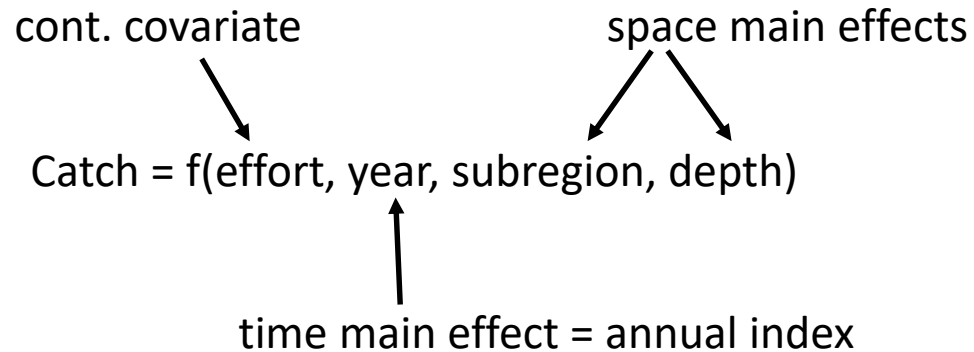 cont. covariate
space main effects
Catch = f(effort, year, subregion, depth)
time main effect = annual index